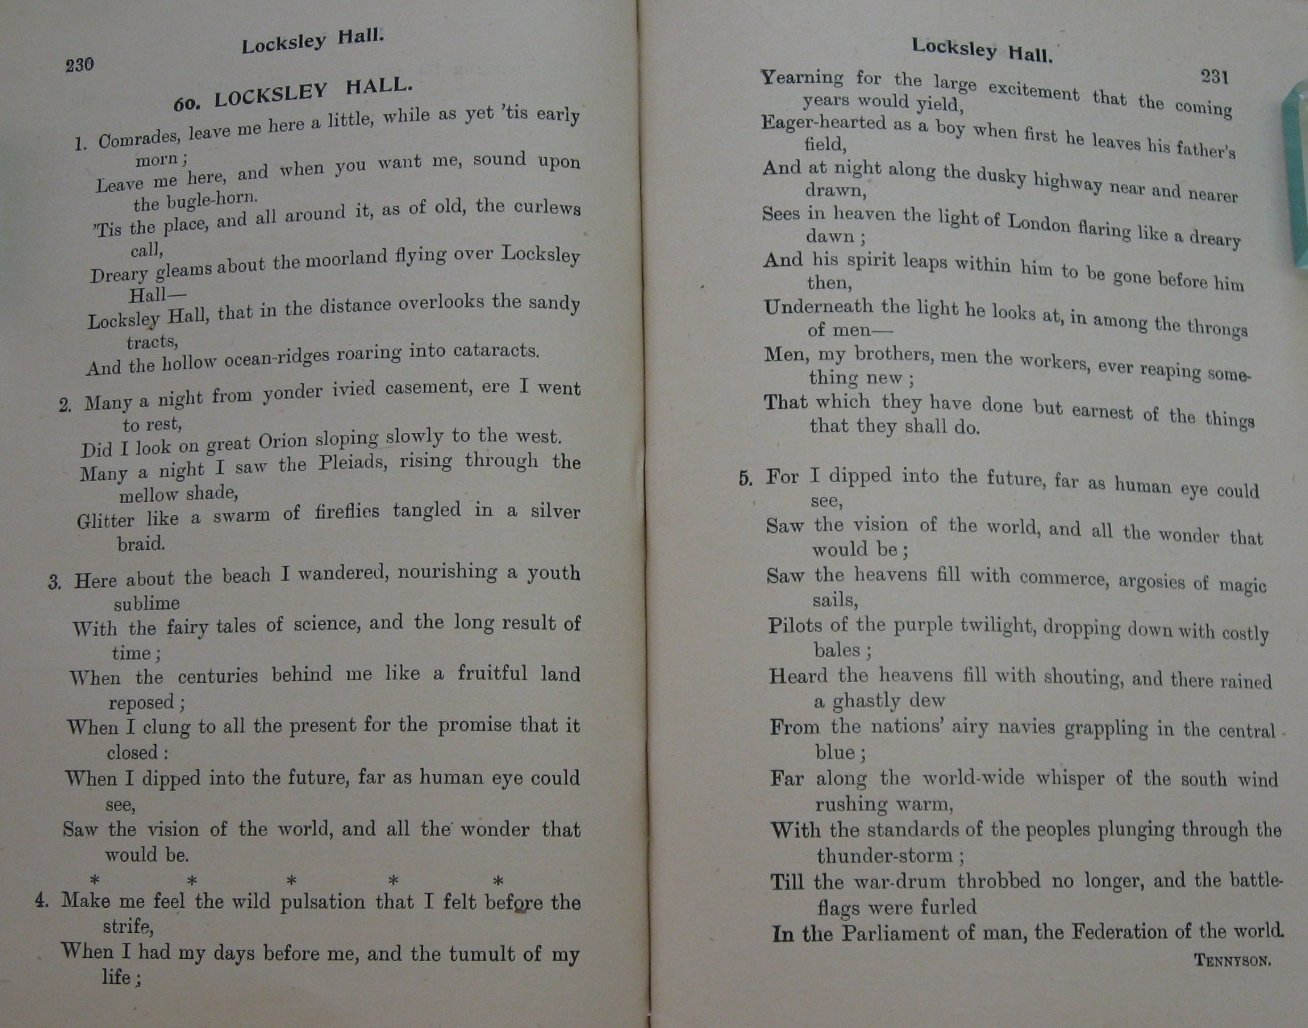 Locksley Hall.
230
60. LOCKSLEY HALL.
1. Comrades, leave me here a little, while as yet 'tis early
morn;
Leave me here, and when you want me, sound upon
the bugle-horn.
'Tis the place, and all around it, as of old, the curlews
call,
Dreary gleams about the moorland flying over Locksley
Hall—
Locksley Hall, that in the distance overlooks the sandy
tracts,
And the hollow ocean-ridges roaring into cataracts.
2. Many a night from yonder ivied casement, ere I went
to rest,
Did I look on great Orion sloping slowly to the west.
Many a night I saw the Pleiads, rising through the
mellow shade,
Glitter like a swarm of fireflies tangled in a silver
braid.
3. Here about the beach I wandered, nourishing a youth
sublime
With the fairy tales of science, and the long result of
time;
When the centuries behind me like a fruitful land
reposed;
When I clung to all the present for the promise that it
closed:
When I dipped into the future, far as human eye could
see,
Saw the vision of the world, and all the wonder that
would be.
* * * * *
4. Make me feel the wild pulsation that I felt before the
strife,
When I had my days before me, and the tumult of my
life;
Locksley Hall.
231
Yearning for the large excitement that the coming
years would yield,
Eager-hearted as a boy when first he leaves his father's
field,
And at night along the dusky highway near and nearer
drawn,
Sees in heaven the light of London flaring like a dreary
dawn;
And his spirit leaps within him to be gone before him
then,
Underneath the light he looks at, in among the throngs
of men—
Men, my brothers, men the workers, ever reaping some-
thing new;
That which they have done but earnest of the things
that they shall do.
5. For I dipped into the future, far as human eye could
see,
Saw the vision of the world, and all the wonder that
would be;
Saw the heavens fill with commerce, argosies of magic
sails,
Pilots of the purple twilight, dropping down with costly
bales;
Heard the heavens fill with shouting, and there rained
a ghastly dew
From the nations' airy navies grappling in the central
blue;
Far along the world-wide whisper of the south wind
rushing warm,
With the standards of the peoples plunging through the
thunder-storm;
Till the war-drum throbbed no longer, and the battle-
flags were furled
In the Parliament of man, the Federation of the world.
TENNYSON.